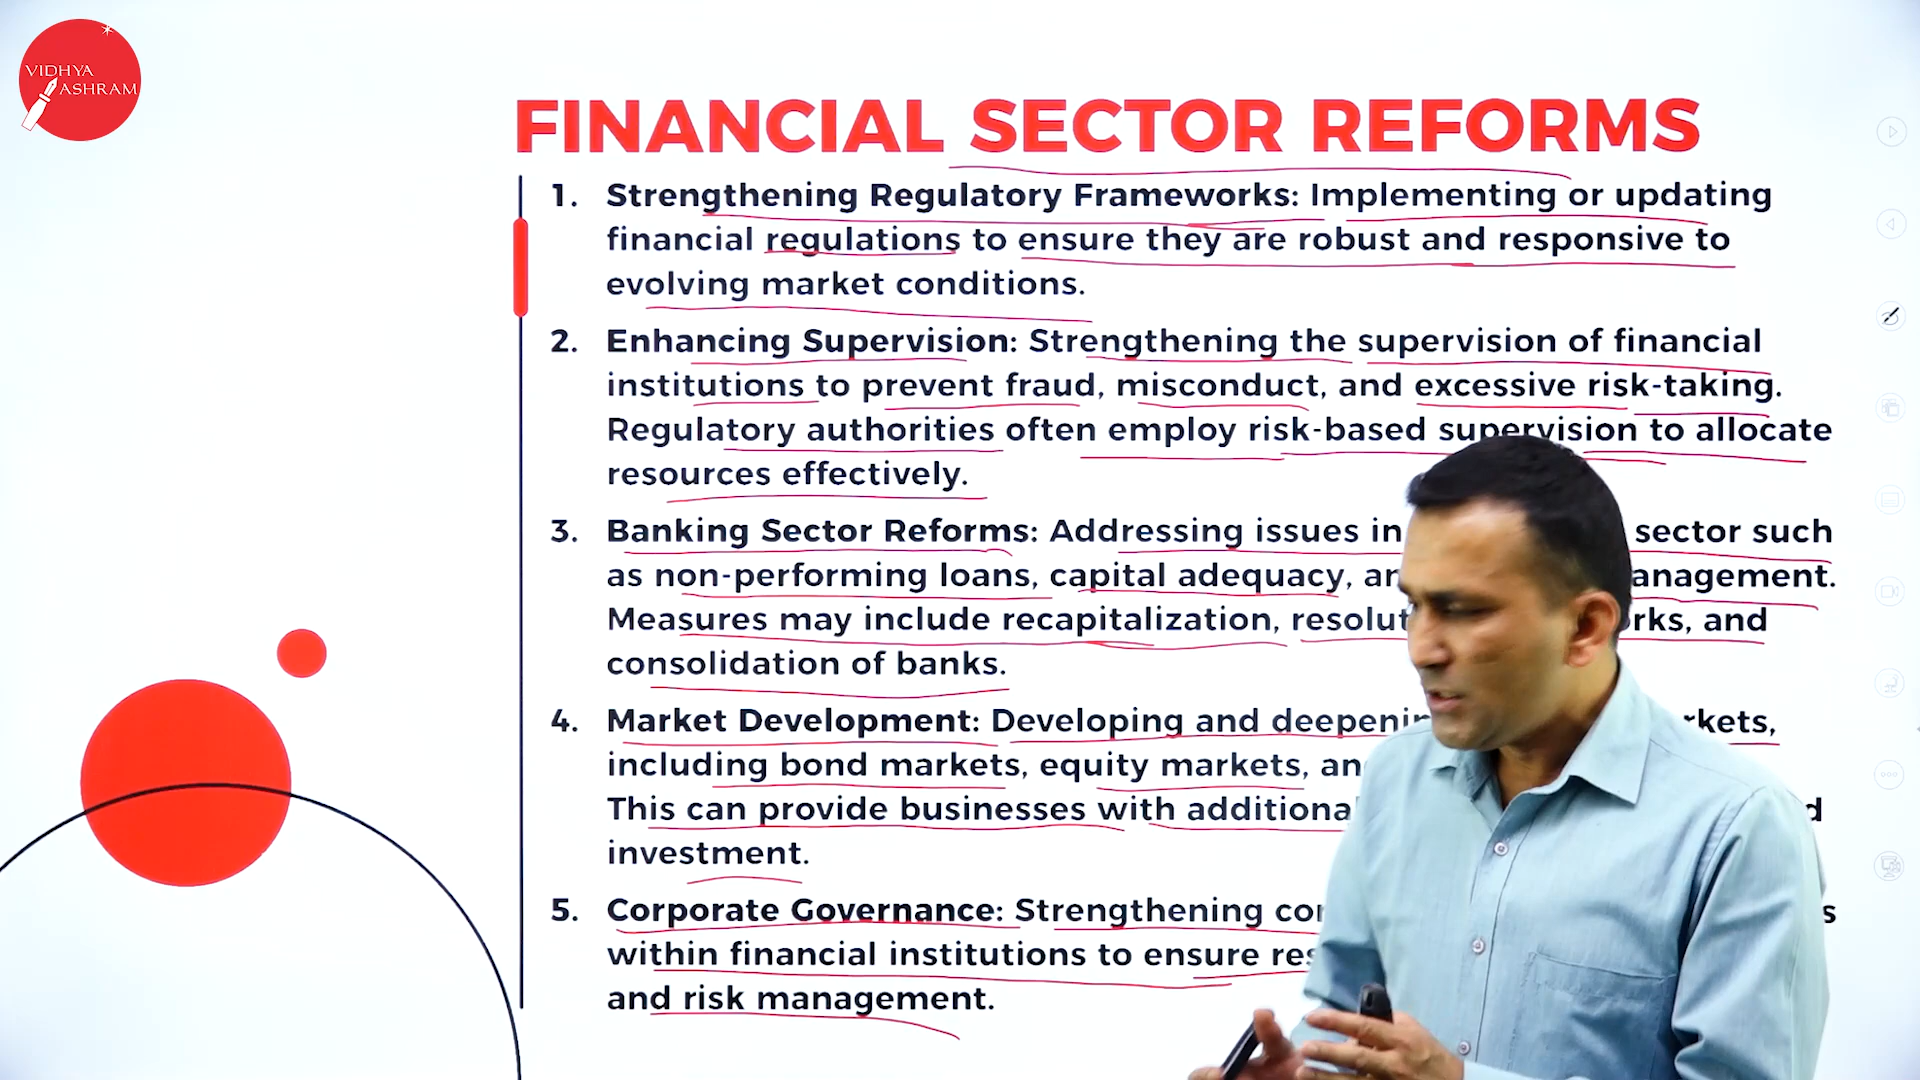 VIDHYA
ASHRAM
FINANCIAL SECTOR REFORMS
1. Strengthening Regulatory Frameworks: Implementing or updating
financial regulations to ensure they are robust and responsive to
evolving market conditions.
2. Enhancing Supervision: Strengthening the supervision of financial
institutions to prevent fraud, misconduct, and excessive risk-taking.
Regulatory authorities often employ risk-based supervision to allocate
resources effectively.
3. Banking Sector Reforms: Addressing issues in sector such
as non-performing loans, capital adequacy,
Measures may include recapitalization, and
consolidation of banks.
4. Market Development: Developing and
including bond markets, equity markets,
This can provide businesses with additional
investment.
5. Corporate Governance: Strengthening
within financial institutions to ensure
and risk management.